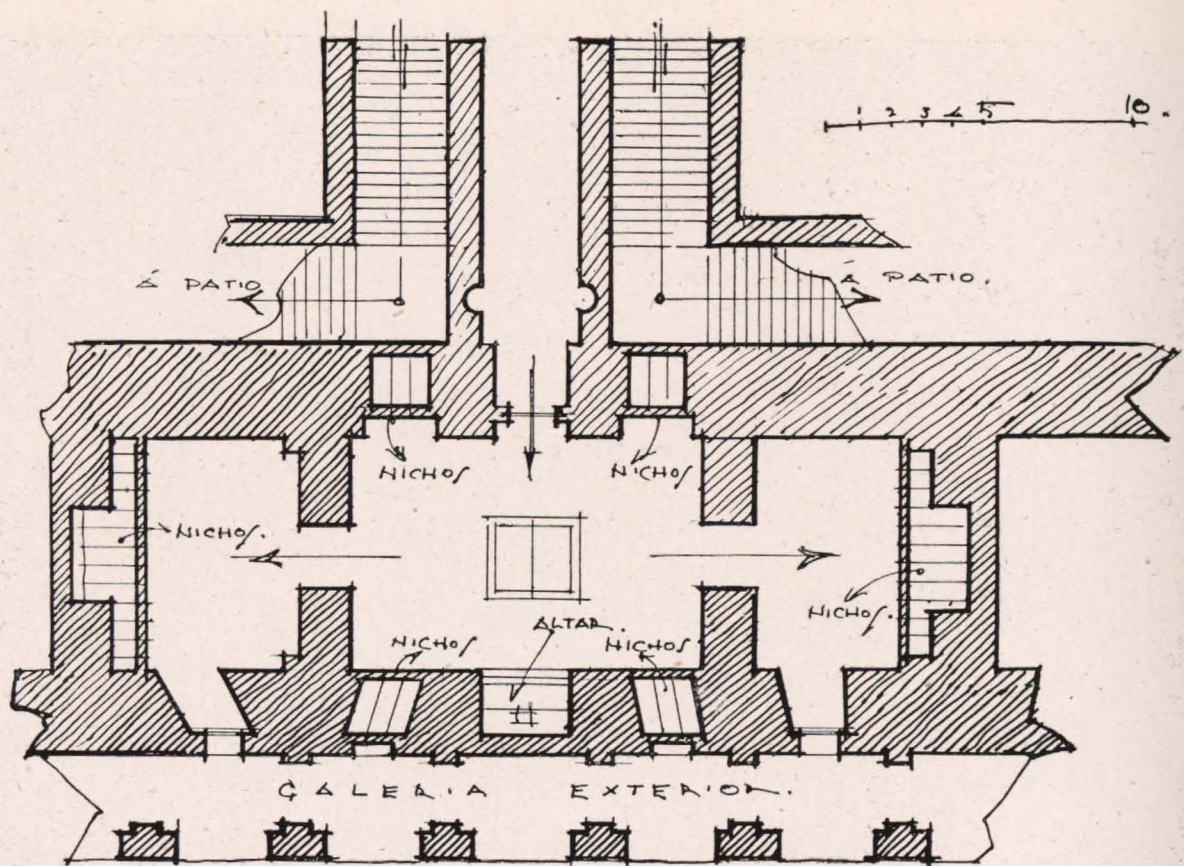 1 2 3 4 5 10.
Á PATIO
Á PATIO.
NICHOS
NICHOS
NICHOS.
NICHOS.
ALTAR.
NICHOS
NICHOS
GALERIA EXTERIOR.